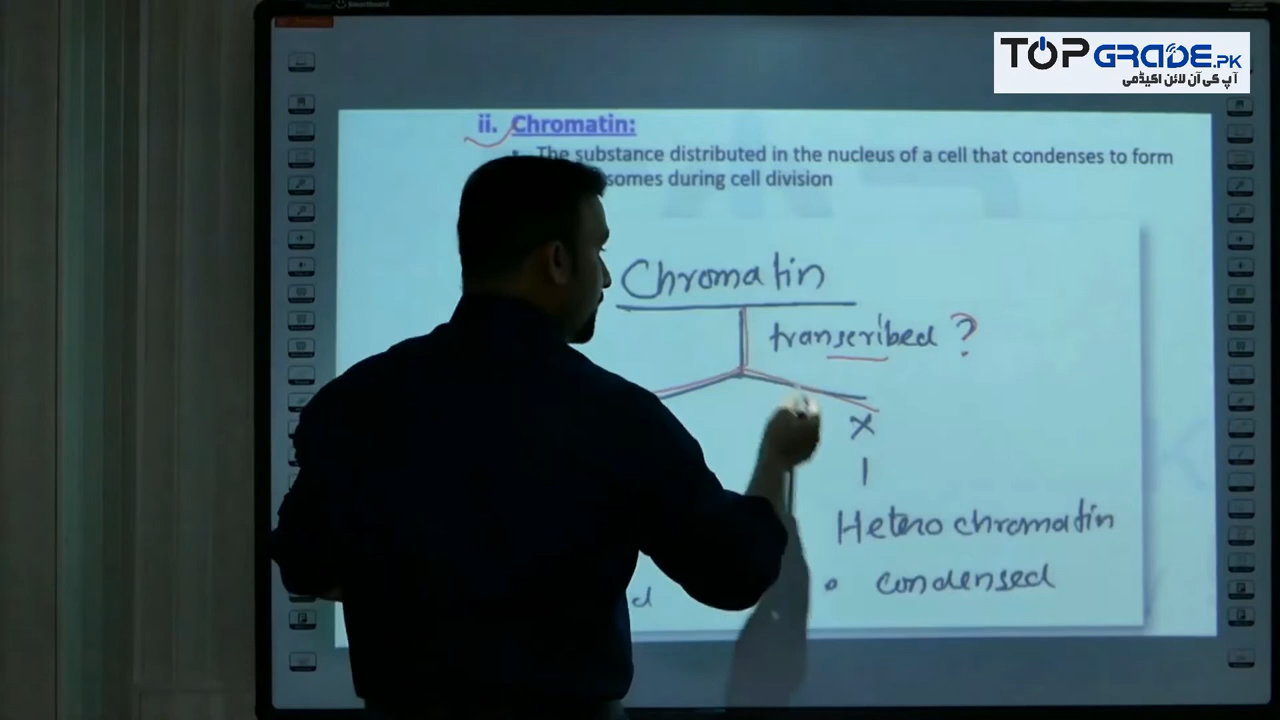 TOPGRADE.PK
آپ کی آن لائن اکیڈمی
ii. Chromatin:
The substance distributed in the nucleus of a cell that condenses to form
somes during cell division
Chromatin
transcribed ?
x
|
Hetero chromatin
• condensed
d